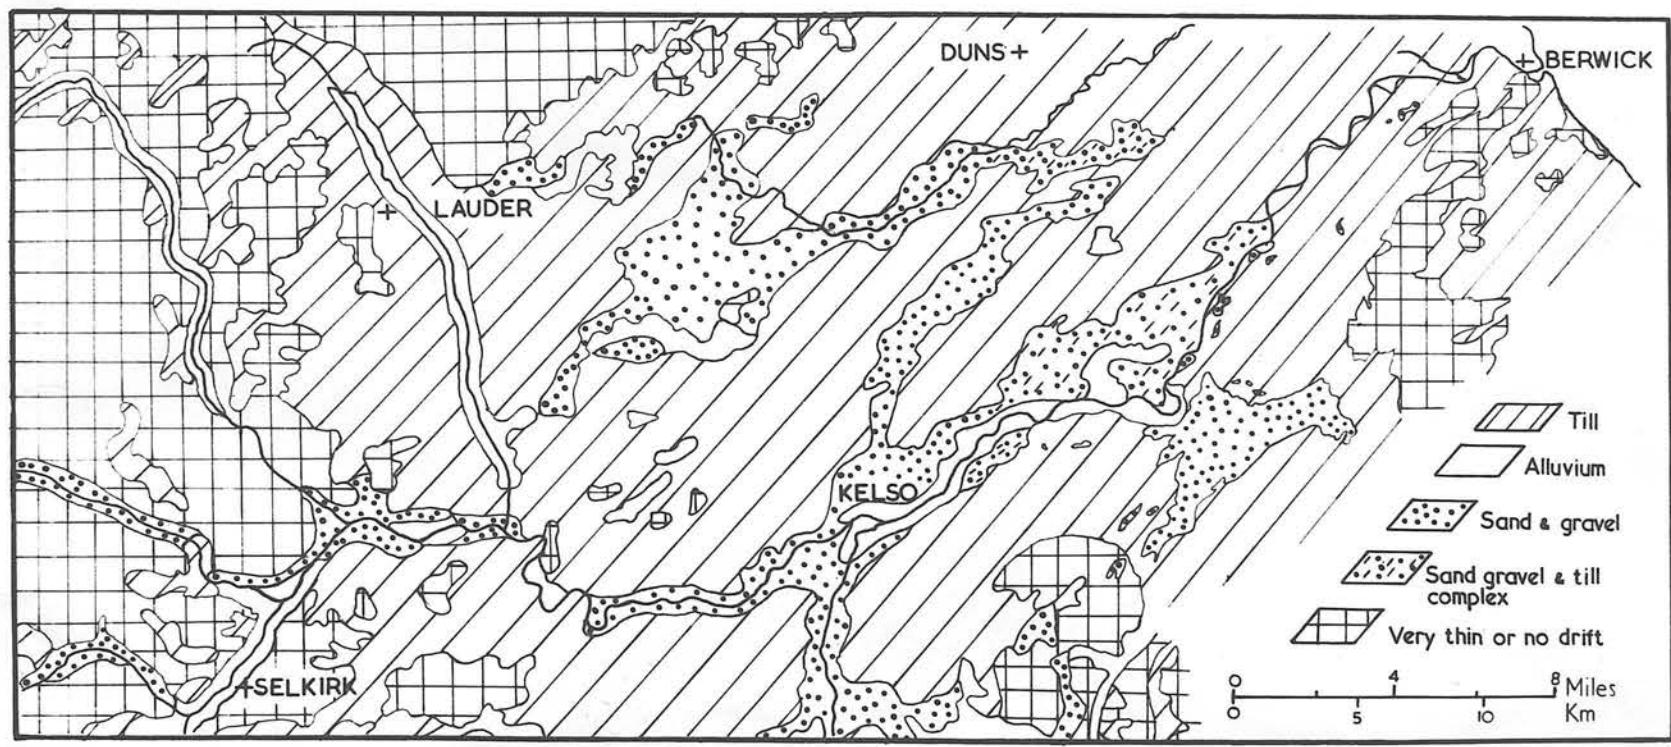 DUNS
BERWICK
LAUDER
KELSO
SELKIRK
Till
Alluvium
Sand & gravel
Sand gravel & till
complex
Very thin or no drift
0 4 8 Miles
0 5 10 Km